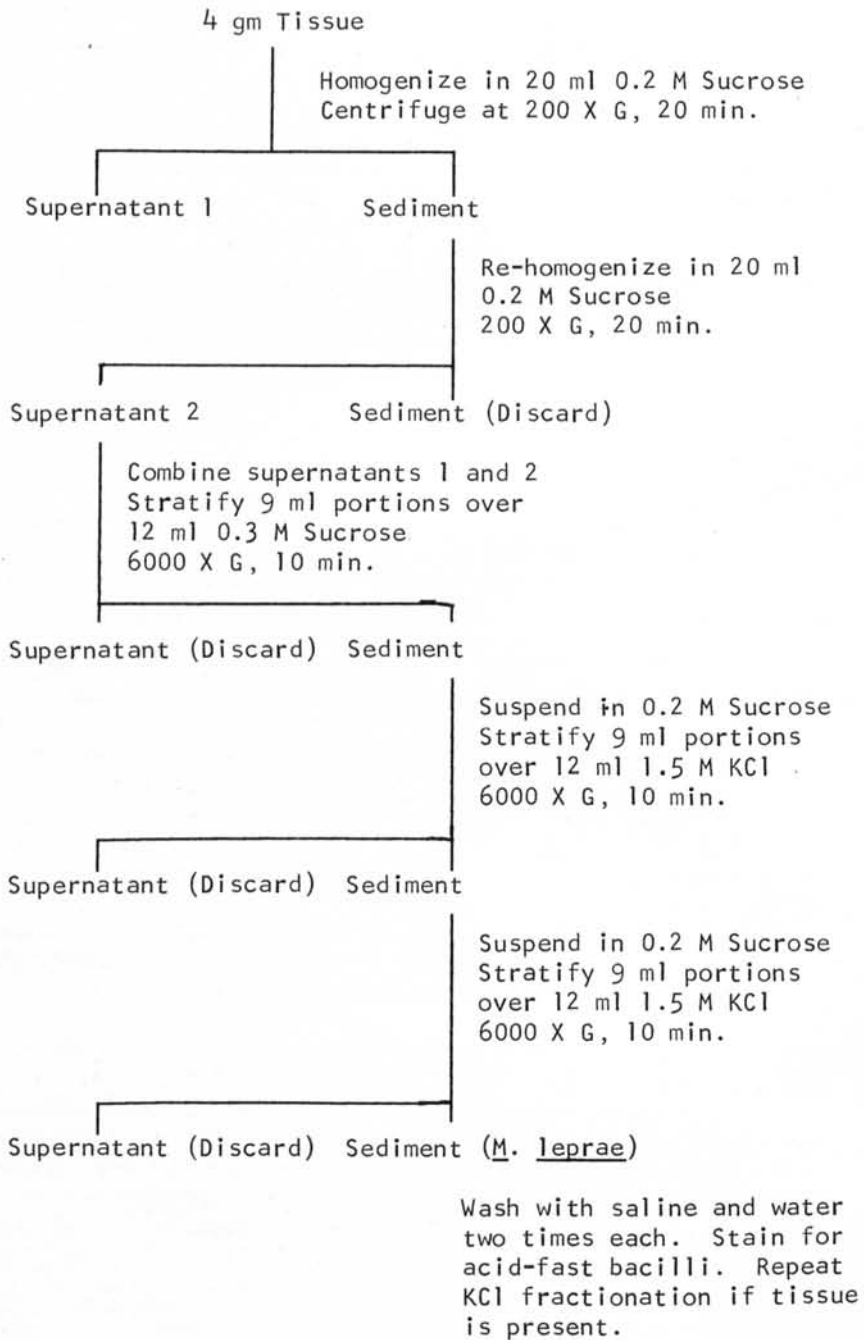 4 gm Tissue
Homogenize in 20 ml 0.2 M Sucrose
Centrifuge at 200 X G, 20 min.
Supernatant 1 Sediment
Re-homogenize in 20 ml
0.2 M Sucrose
200 X G, 20 min.
Supernatant 2 Sediment (Discard)
Combine supernatants 1 and 2
Stratify 9 ml portions over
12 ml 0.3 M Sucrose
6000 X G, 10 min.
Supernatant (Discard) Sediment
Suspend in 0.2 M Sucrose
Stratify 9 ml portions
over 12 ml 1.5 M KCl
6000 X G, 10 min.
Supernatant (Discard) Sediment
Suspend in 0.2 M Sucrose
Stratify 9 ml portions
over 12 ml 1.5 M KCl
6000 X G, 10 min.
Supernatant (Discard) Sediment (M. leprae)
Wash with saline and water
two times each. Stain for
acid-fast bacilli. Repeat
KCl fractionation if tissue
is present.